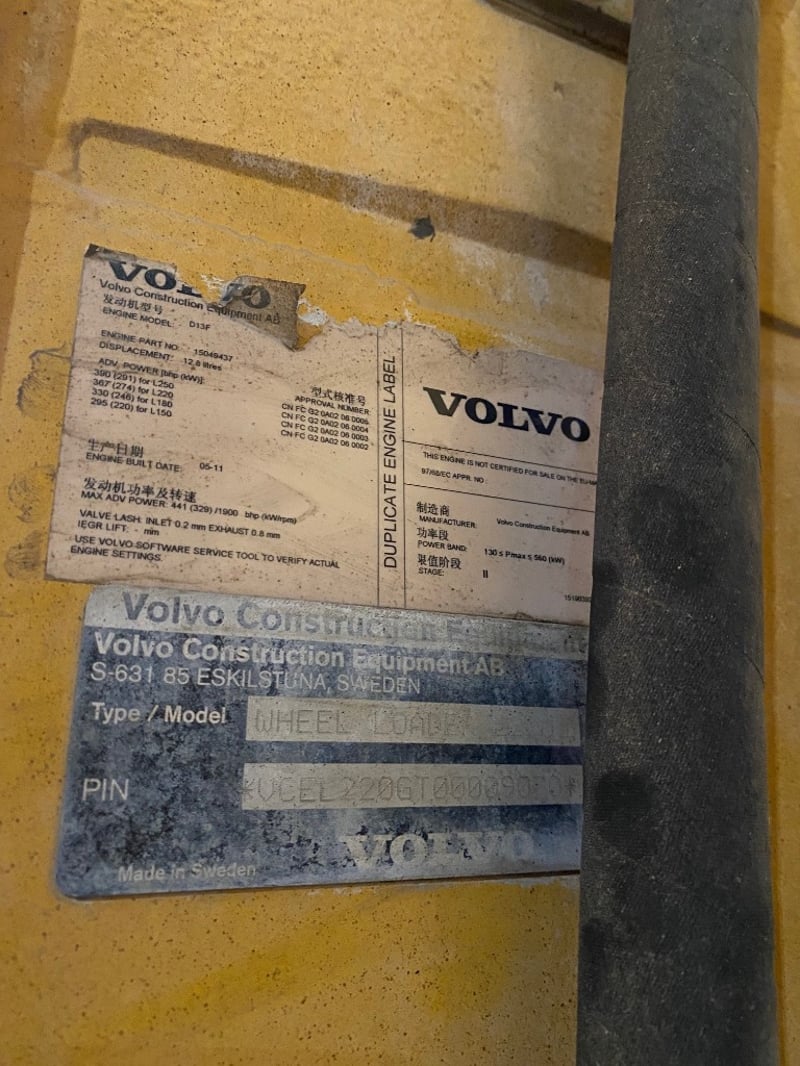 VOLVO
Volvo Construction Equipment AB
发动机型号
ENGINE MODEL: D13F
ENGINE PART NO: 15049437
DISPLACEMENT: 12,8 litres
ADV. POWER [bhp (kW)]:
390 (291) for L250
367 (274) for L220
330 (246) for L180
295 (220) for L150
型式核准号
APPROVAL NUMBER
CN FC G2 0A02 06 0005
CN FC G2 0A02 06 0004
CN FC G2 0A02 06 0003
CN FC G2 0A02 06 0002
生产日期
ENGINE BUILT DATE: 05-11
发动机功率及转速
MAX ADV POWER: 441 (329) /1900 bhp (kW/rpm)
VALVE LASH: INLET 0.2 mm EXHAUST 0.8 mm
IEGR LIFT: - mm
USE VOLVO SOFTWARE SERVICE TOOL TO VERIFY ACTUAL
ENGINE SETTINGS.
DUPLICATE ENGINE LABEL
VOLVO
THIS ENGINE IS NOT CERTIFIED FOR SALE ON THE
97/68/EC APPR. NO
制造商
MANUFACTURER: Volvo Construction Equipment AB
功率段
POWER BAND: 130 ≤ Pmax ≤ 560 (kW)
限值阶段
STAGE: II
Volvo Construction Equipment
Volvo Construction Equipment AB
S-631 85 ESKILSTUNA, SWEDEN
Type / Model WHEEL LOADER
PIN
VOLVO
Made in Sweden